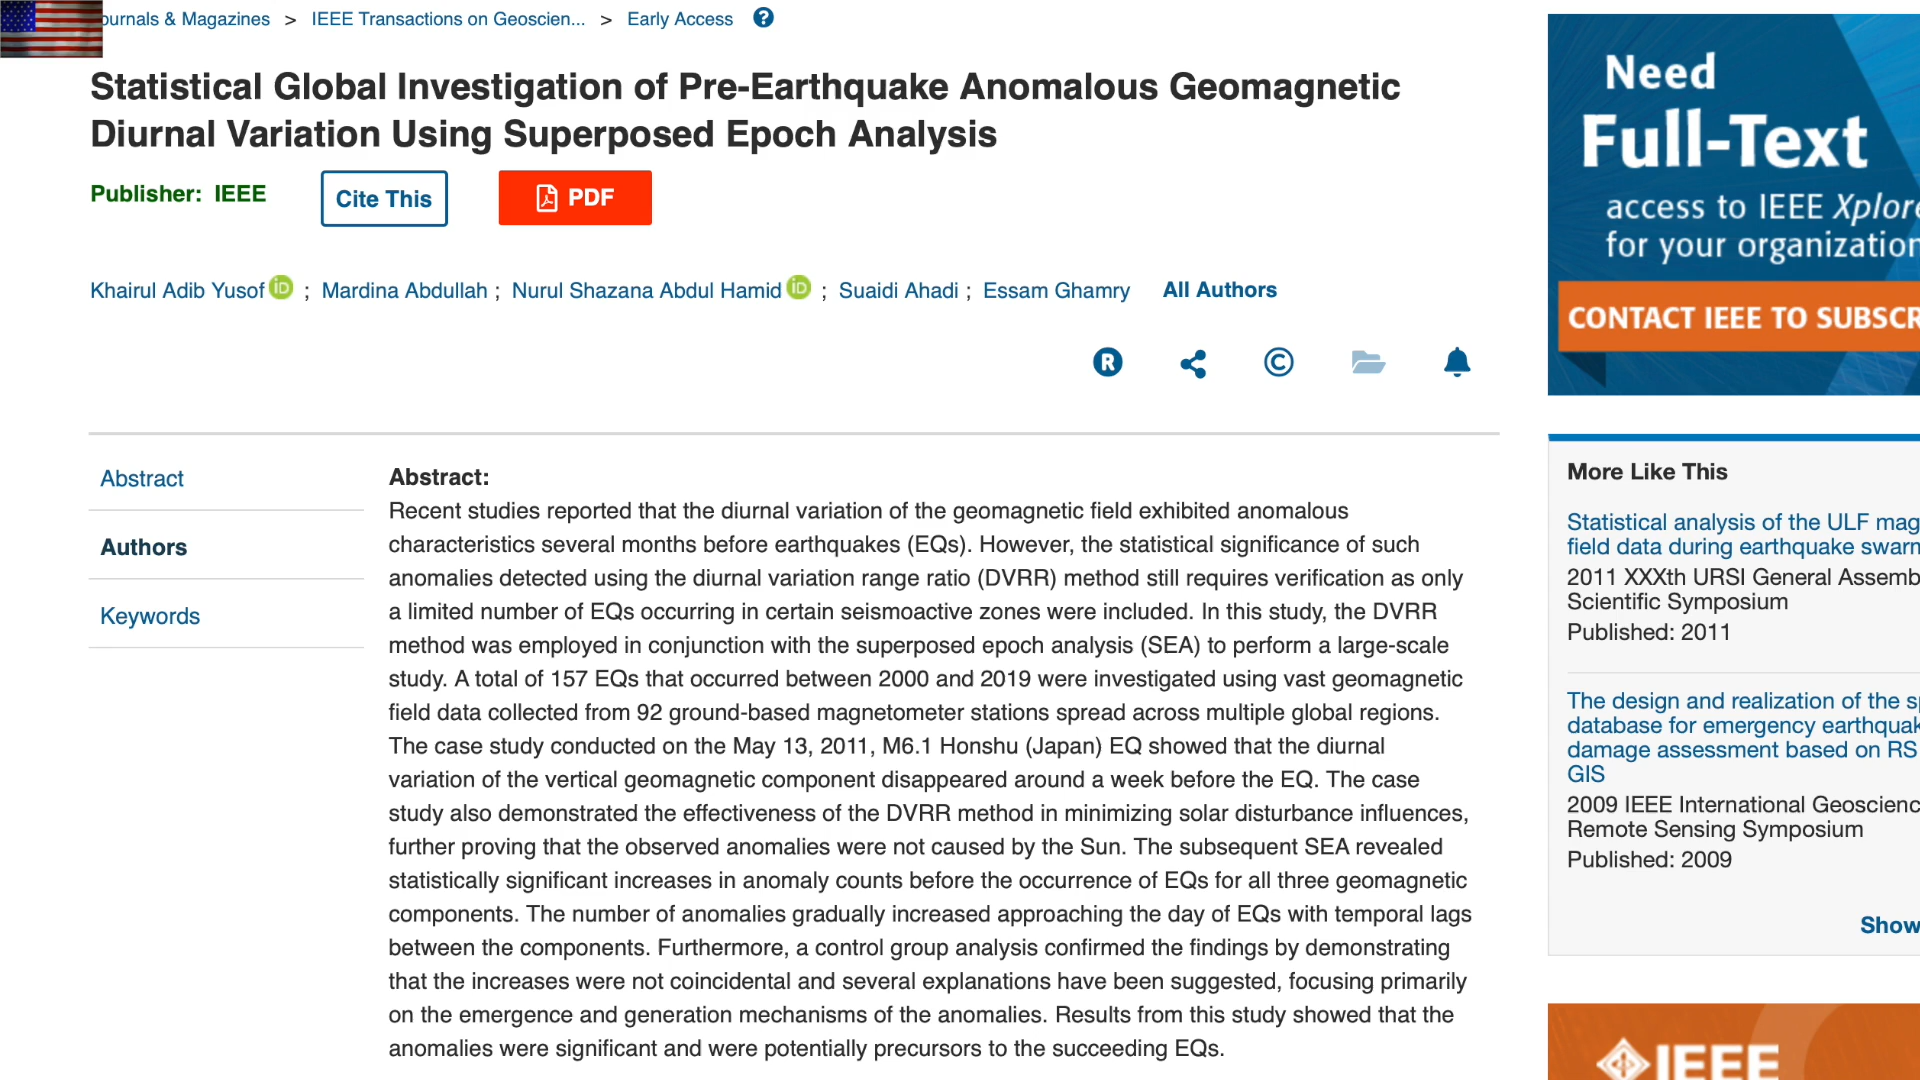 ournals & Magazines > IEEE Transactions on Geoscien... > Early Access ?
Statistical Global Investigation of Pre-Earthquake Anomalous Geomagnetic
Diurnal Variation Using Superposed Epoch Analysis
Publisher: IEEE
Cite This
PDF
Khairul Adib Yusof iD ; Mardina Abdullah ; Nurul Shazana Abdul Hamid iD ; Suaidi Ahadi ; Essam Ghamry All Authors
R
©
Abstract
Authors
Keywords
Abstract:
Recent studies reported that the diurnal variation of the geomagnetic field exhibited anomalous
characteristics several months before earthquakes (EQs). However, the statistical significance of such
anomalies detected using the diurnal variation range ratio (DVRR) method still requires verification as only
a limited number of EQs occurring in certain seismoactive zones were included. In this study, the DVRR
method was employed in conjunction with the superposed epoch analysis (SEA) to perform a large-scale
study. A total of 157 EQs that occurred between 2000 and 2019 were investigated using vast geomagnetic
field data collected from 92 ground-based magnetometer stations spread across multiple global regions.
The case study conducted on the May 13, 2011, M6.1 Honshu (Japan) EQ showed that the diurnal
variation of the vertical geomagnetic component disappeared around a week before the EQ. The case
study also demonstrated the effectiveness of the DVRR method in minimizing solar disturbance influences,
further proving that the observed anomalies were not caused by the Sun. The subsequent SEA revealed
statistically significant increases in anomaly counts before the occurrence of EQs for all three geomagnetic
components. The number of anomalies gradually increased approaching the day of EQs with temporal lags
between the components. Furthermore, a control group analysis confirmed the findings by demonstrating
that the increases were not coincidental and several explanations have been suggested, focusing primarily
on the emergence and generation mechanisms of the anomalies. Results from this study showed that the
anomalies were significant and were potentially precursors to the succeeding EQs.
Need
Full-Text
access to IEEE Xplore
for your organization
CONTACT IEEE TO SUBSCR
More Like This
Statistical analysis of the ULF mag
field data during earthquake swarm
2011 XXXth URSI General Assemb
Scientific Symposium
Published: 2011
The design and realization of the sp
database for emergency earthquak
damage assessment based on RS
GIS
2009 IEEE International Geoscienc
Remote Sensing Symposium
Published: 2009
Show
IEEE